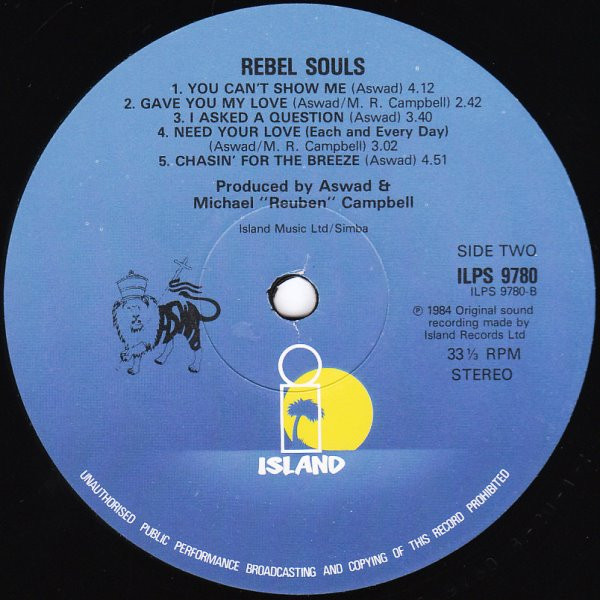 REBEL SOULS
1. YOU CAN'T SHOW ME (Aswad) 4.12
2. GAVE YOU MY LOVE (Aswad/M. R. Campbell) 2.42
3. I ASKED A QUESTION (Aswad) 3.40
4. NEED YOUR LOVE (Each and Every Day)
(Aswad/M. R. Campbell) 3.02
5. CHASIN' FOR THE BREEZE (Aswad) 4.51
Produced by Aswad &
Michael "Reuben" Campbell
Island Music Ltd/Simba
SIDE TWO
ILPS 9780
ILPS 9780-B
℗ 1984 Original sound
recording made by
Island Records Ltd
33⅓ RPM
STEREO
ASWAD
ISLAND
UNAUTHORISED PUBLIC PERFORMANCE BROADCASTING AND COPYING OF THIS RECORD PROHIBITED